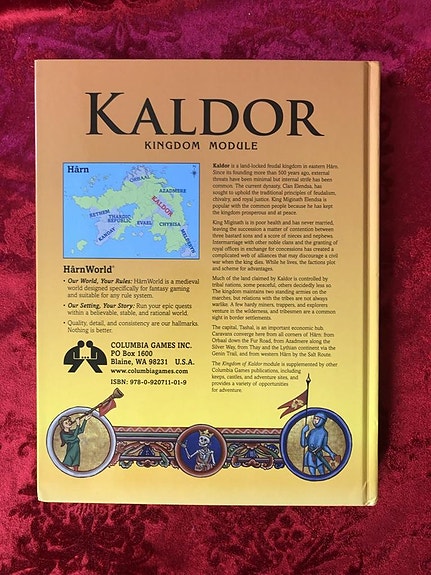 KALDOR
KINGDOM MODULE
Hârn
ORBAAL
AZADMERE
KALDOR
RETHEM
THARDIC
REPUBLIC
EVAEL
CHYBISA
KANDAY
MELDERYN
HârnWorld®
• Our World, Your Rules: HârnWorld is a medieval
world designed specifically for fantasy gaming
and suitable for any rule system.
• Our Setting, Your Story: Run your epic quests
within a believable, stable, and rational world.
• Quality, detail, and consistency are our hallmarks.
Nothing is better.
COLUMBIA GAMES INC.
PO Box 1600
Blaine, WA 98231 U.S.A.
www.columbiagames.com
ISBN: 978-0-920711-01-9
Kaldor is a land-locked feudal kingdom in eastern Hârn.
Since its founding more than 500 years ago, external
threats have been minimal but internal strife has been
common. The current dynasty, Clan Elendsa, has
sought to uphold the traditional principles of feudalism,
chivalry, and royal justice. King Miginath Elendsa is
popular with the common people because he has kept
the kingdom prosperous and at peace.
King Miginath is in poor health and has never married,
leaving the succession a matter of contention between
three bastard sons and a score of nieces and nephews.
Intermarriage with other noble clans and the granting of
royal offices in exchange for concessions has created a
complicated web of alliances that may discourage a civil
war when the king dies. While he lives, the factions plot
and scheme for advantages.
Much of the land claimed by Kaldor is controlled by
tribal nations, some peaceful, others decidedly less so.
The kingdom maintains two standing armies on the
marches, but relations with the tribes are not always
warlike. A few hardy miners, trappers, and explorers
venture in the wilderness, and tribesmen are a common
sight in border settlements.
The capital, Tashal, is an important economic hub.
Caravans converge here from all corners of Hârn: from
Orbaal down the Fur Road, from Azadmere along the
Silver Way, from Thay and the Lythian continent via the
Genin Trail, and from western Hârn by the Salt Route.
The Kingdom of Kaldor module is supplemented by other
Columbia Games publications, including
keeps, castles, and adventure sites, and
provides a variety of opportunities
for adventure.